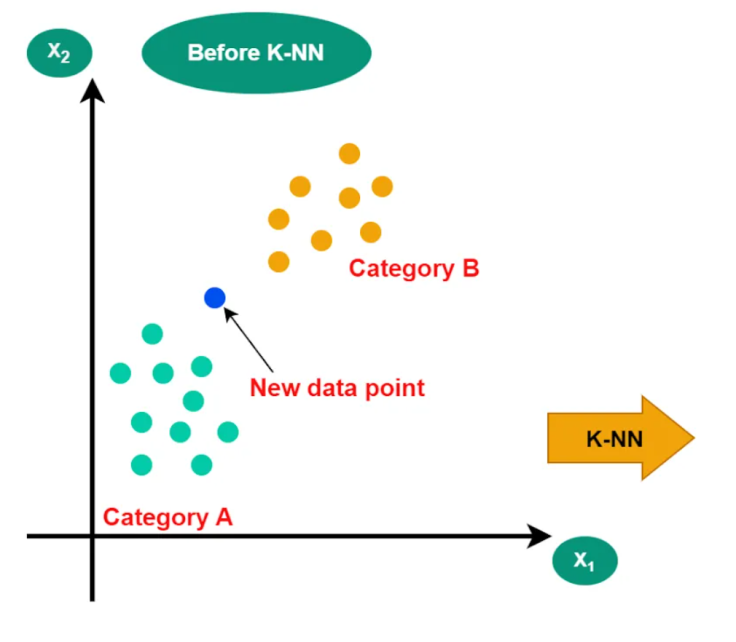 X₂
Before K-NN
Category B
New data point
K-NN
Category A
X₁